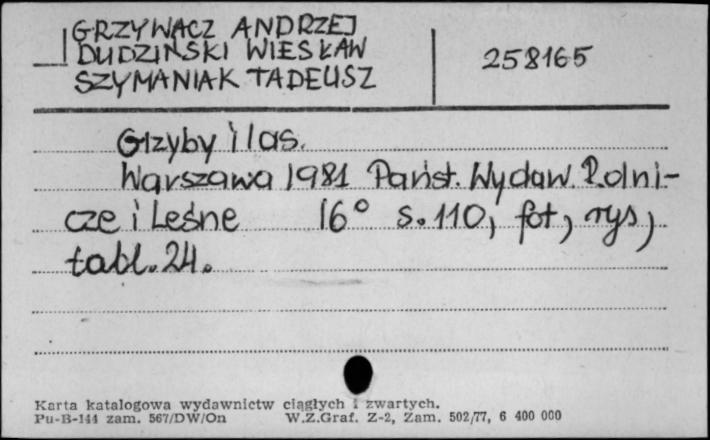 GRZYWACZ ANDRZEJ
DUDZIŃSKI WIESŁAW
SZYMANIAK TADEUSZ
258165
Grzyby i las.
Warszawa 1981 Państ. Wydaw. Rolni-
cze i Leśne 16° s. 110, fot, rys,
tabl. 24.
Karta katalogowa wydawnictw ciągłych i zwartych.
Pu-B-144 zam. 567/DW/On W.Z.Graf. Z-2, Zam. 502/77, 6 400 000